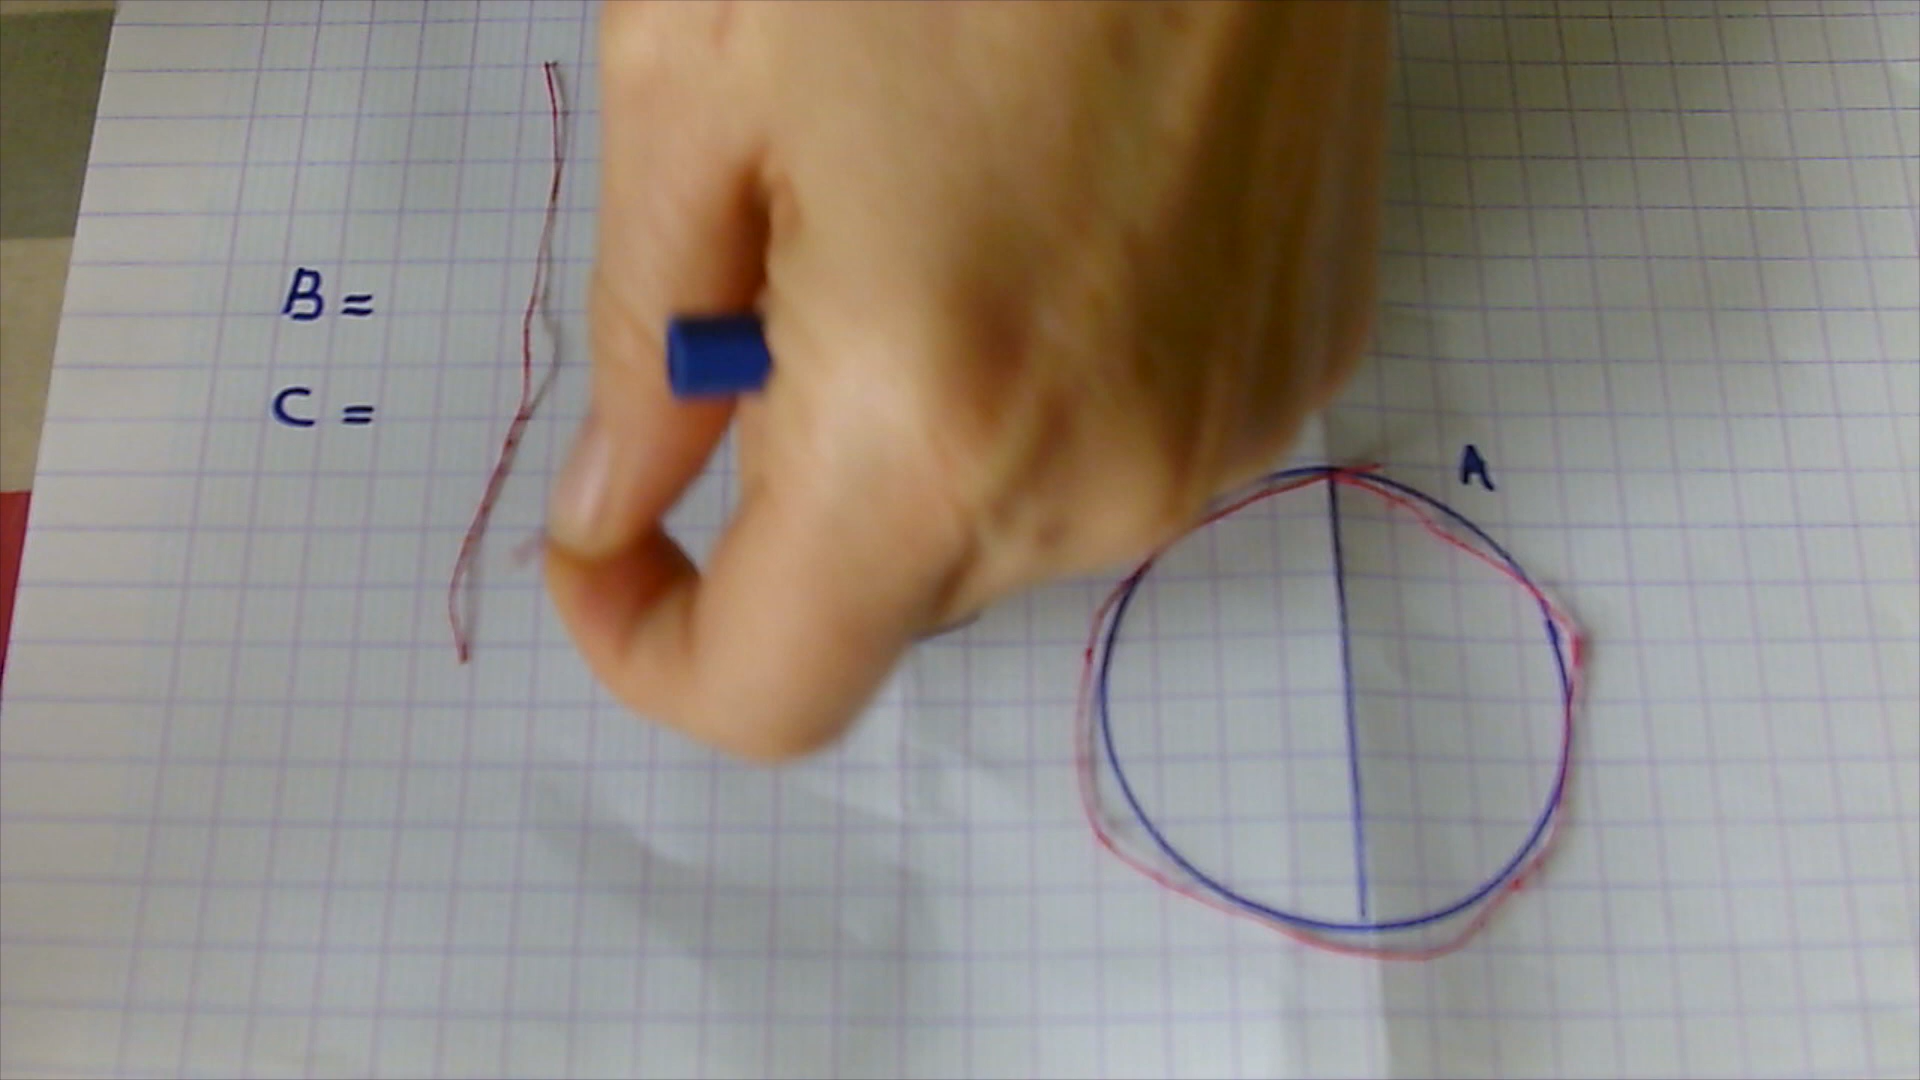 B =
C =
A